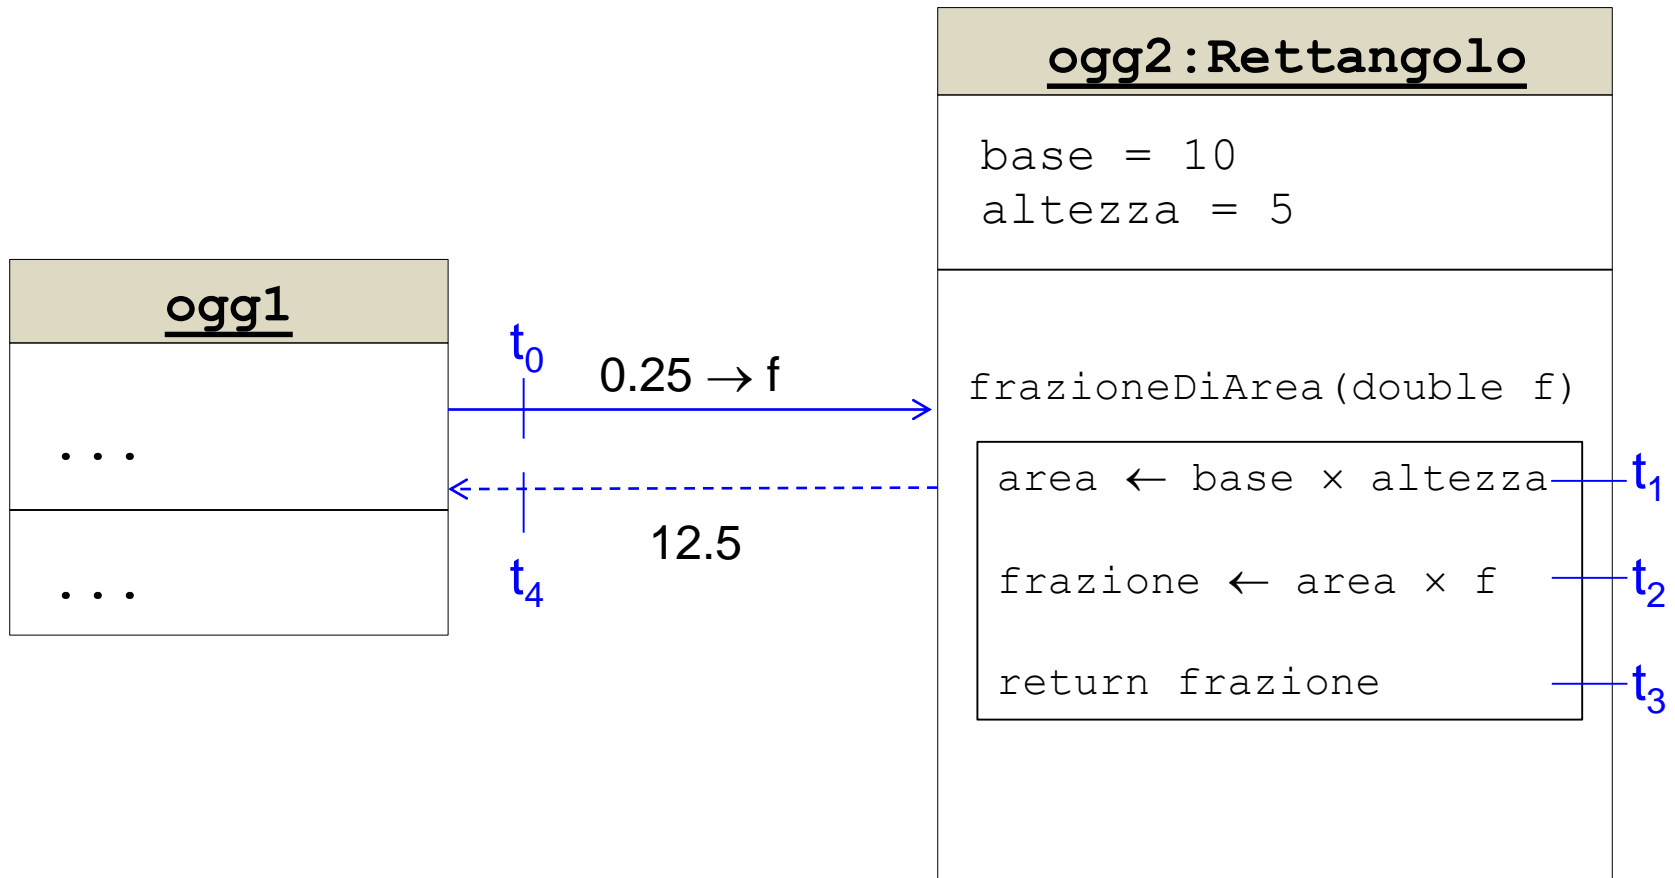 ogg1
...
...
t0
0.25 → f
12.5
t4
ogg2:Rettangolo
base = 10
altezza = 5
frazioneDiArea(double f)
area ← base × altezza
t1
frazione ← area × f
t2
return frazione
t3